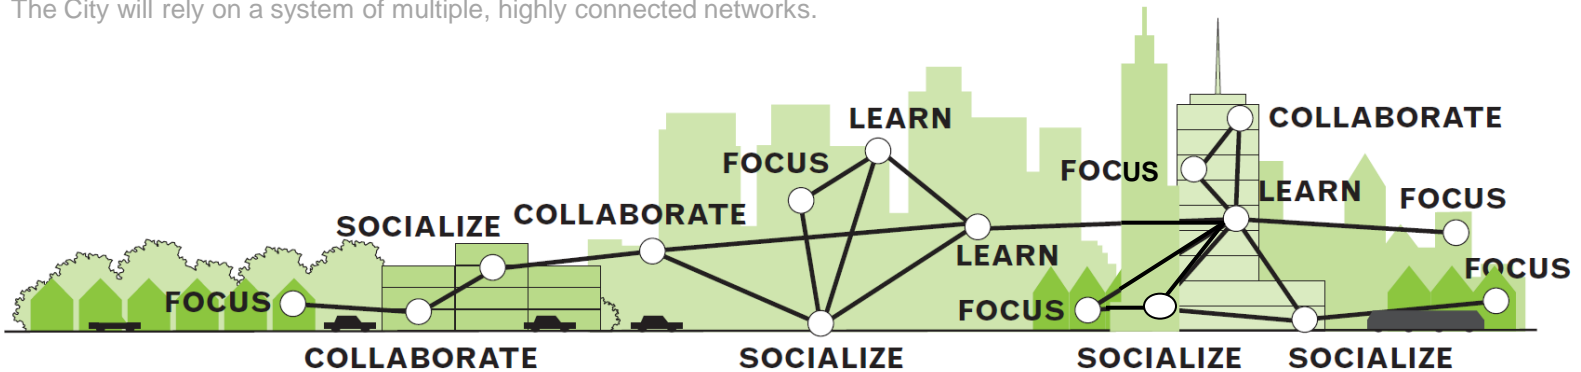 The City will rely on a system of multiple, highly connected networks.
LEARN
COLLABORATE
FOCUS
FOCUS
LEARN
FOCUS
COLLABORATE
SOCIALIZE
LEARN
FOCUS
FOCUS
FOCUS
COLLABORATE
SOCIALIZE
SOCIALIZE
SOCIALIZE